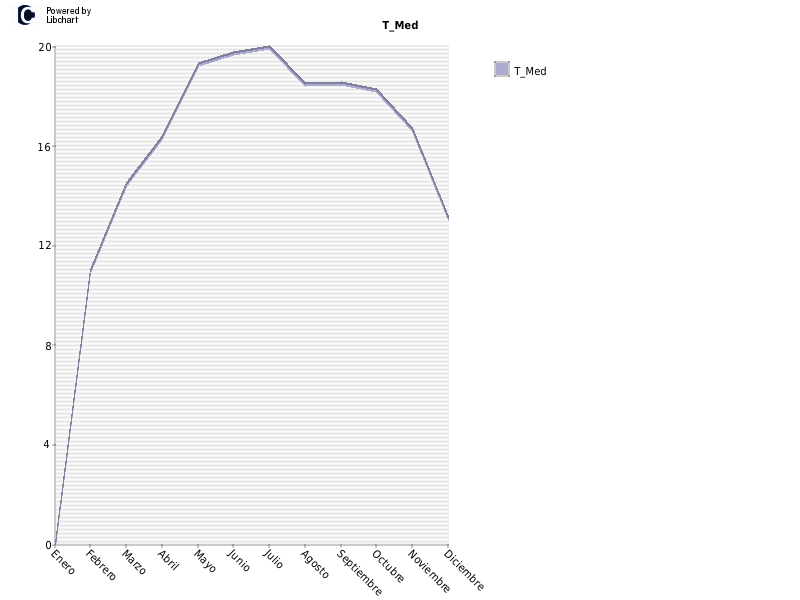 Powered by
Libchart
T_Med
20
16
12
8
4
0
T_Med
Enero
Febrero
Marzo
Abril
Mayo
Junio
Julio
Agosto
Septiembre
Octubre
Noviembre
Diciembre